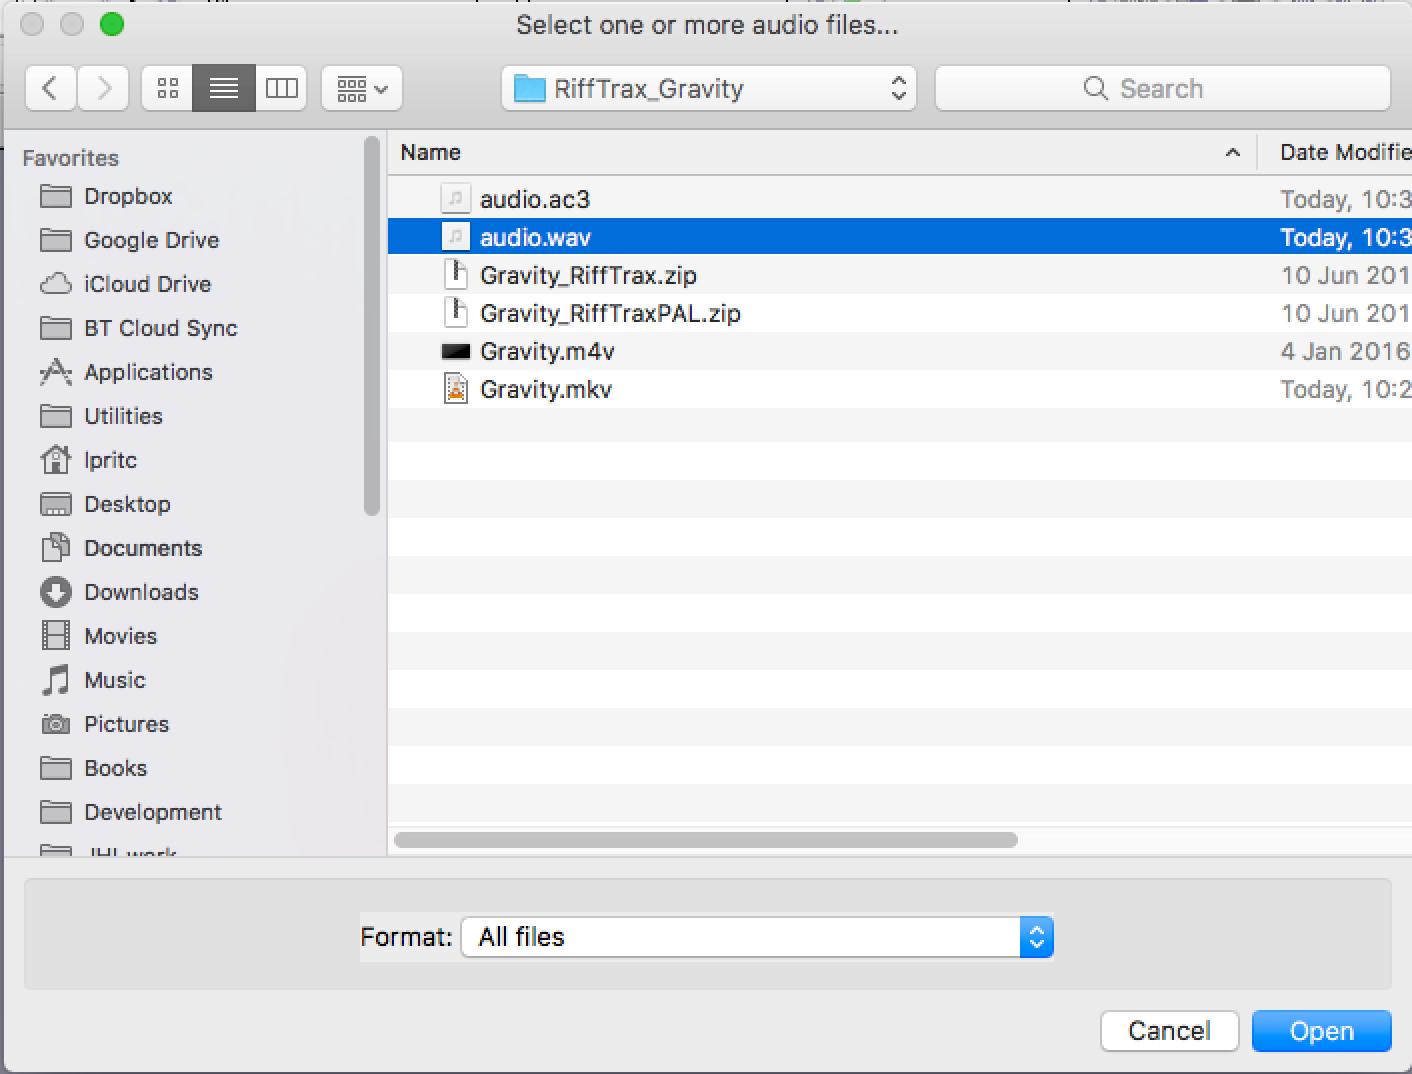 Select one or more audio files...
RiffTrax_Gravity
Search
Favorites
Dropbox
Google Drive
iCloud Drive
BT Cloud Sync
Applications
Utilities
lpritc
Desktop
Documents
Downloads
Movies
Music
Pictures
Books
Development
Name
Date Modifie
audio.ac3
Today, 10:3
audio.wav
Today, 10:3
Gravity_RiffTrax.zip
10 Jun 201
Gravity_RiffTraxPAL.zip
10 Jun 201
Gravity.m4v
4 Jan 2016
Gravity.mkv
Today, 10:2
Format:
All files
Cancel
Open